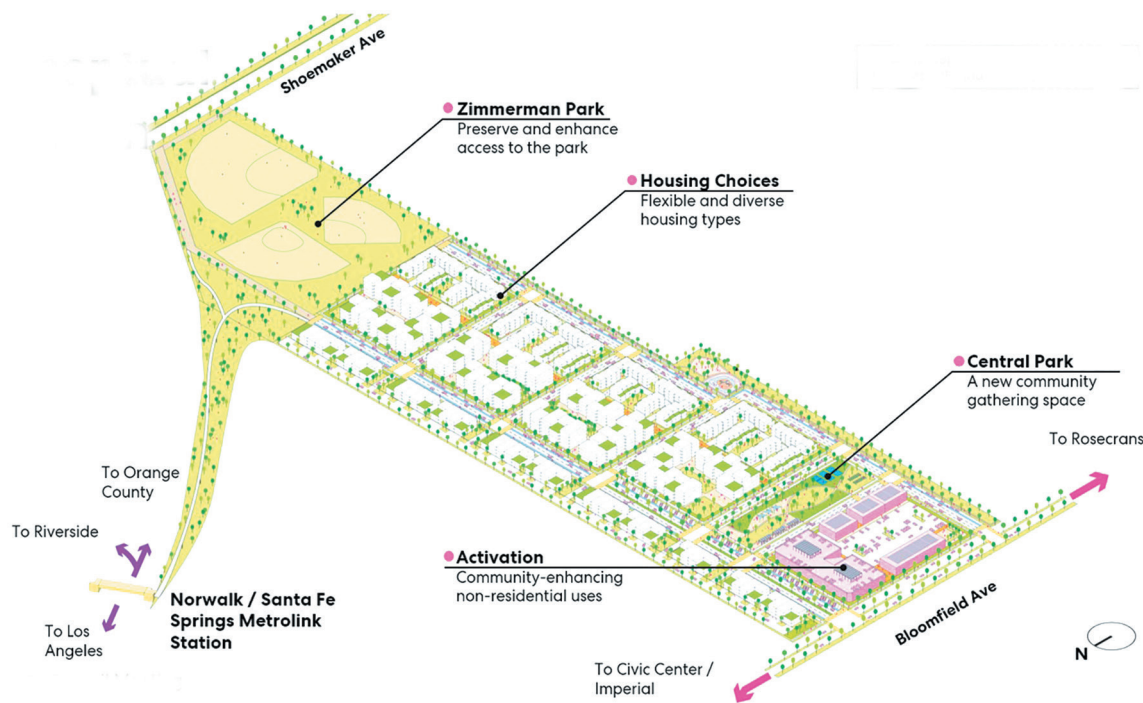 Shoemaker Ave
Zimmerman Park
Preserve and enhance
access to the park
Housing Choices
Flexible and diverse
housing types
Central Park
A new community
gathering space
To Rosecrans
To Orange
County
To Riverside
Activation
Community-enhancing
non-residential uses
Norwalk / Santa Fe
Springs Metrolink
Station
To Los
Angeles
Bloomfield Ave
N
To Civic Center /
Imperial